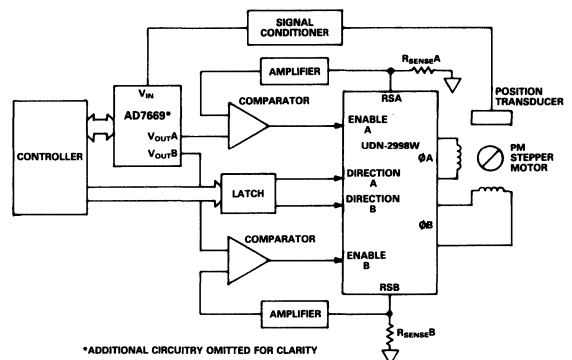 SIGNAL
CONDITIONER
AMPLIFIER
RSENSEA
VIN
AD7669*
VOUTA
VOUTB
COMPARATOR
RSA
ENABLE
A
UDN-2998W
POSITION
TRANSDUCER
CONTROLLER
ØA
PM
STEPPER
MOTOR
LATCH
DIRECTION
A
DIRECTION
B
ØB
COMPARATOR
ENABLE
B
AMPLIFIER
RSB
RSENSEB
*ADDITIONAL CIRCUITRY OMITTED FOR CLARITY